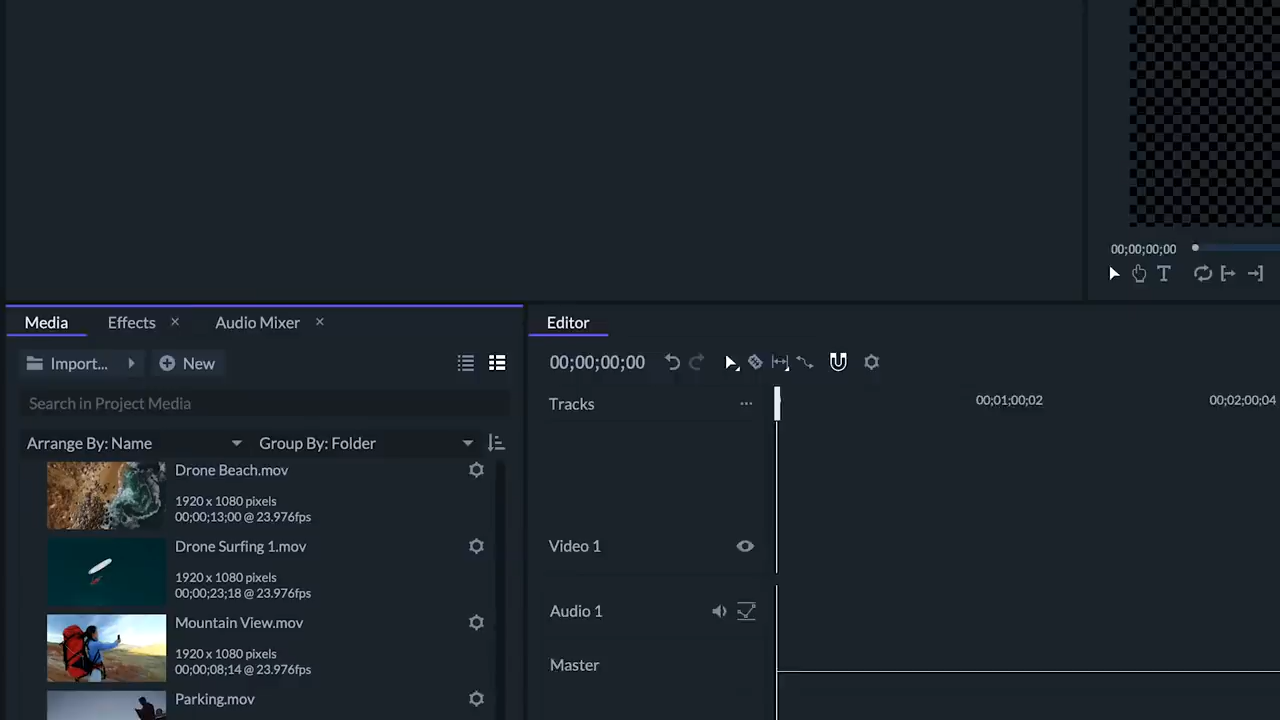 00;00;00;00
Media
Effects
Audio Mixer
Editor
Import...
New
00;00;00;00
Search in Project Media
Tracks
00;01;00;02
00;02;00;04
Arrange By: Name
Group By: Folder
Drone Beach.mov
1920 x 1080 pixels
00;00;13;00 @ 23.976fps
Drone Surfing 1.mov
1920 x 1080 pixels
00;00;23;18 @ 23.976fps
Mountain View.mov
1920 x 1080 pixels
00;00;08;14 @ 23.976fps
Parking.mov
Video 1
Audio 1
Master